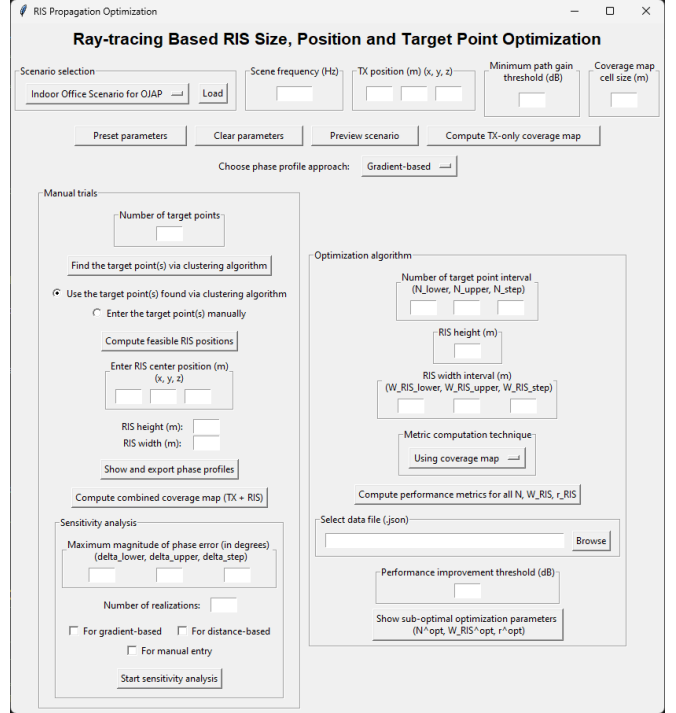 RIS Propagation Optimization
Ray-tracing Based RIS Size, Position and Target Point Optimization
Scenario selection
Indoor Office Scenario for OJAP
Load
Scene frequency (Hz)
TX position (m) (x, y, z)
Minimum path gain
threshold (dB)
Coverage map
cell size (m)
Preset parameters
Clear parameters
Preview scenario
Compute TX-only coverage map
Choose phase profile approach:
Gradient-based
Manual trials
Number of target points
Find the target point(s) via clustering algorithm
Use the target point(s) found via clustering algorithm
Enter the target point(s) manually
Compute feasible RIS positions
Enter RIS center position (m)
(x, y, z)
RIS height (m):
RIS width (m):
Show and export phase profiles
Compute combined coverage map (TX + RIS)
Sensitivity analysis
Maximum magnitude of phase error (in degrees)
(delta_lower, delta_upper, delta_step)
Number of realizations:
For gradient-based
For distance-based
For manual entry
Start sensitivity analysis
Optimization algorithm
Number of target point interval
(N_lower, N_upper, N_step)
RIS height (m)
RIS width interval (m)
(W_RIS_lower, W_RIS_upper, W_RIS_step)
Metric computation technique
Using coverage map
Compute performance metrics for all N, W_RIS, r_RIS
Select data file (.json)
Browse
Performance improvement threshold (dB)
Show sub-optimal optimization parameters
(N^opt, W_RIS^opt, r^opt)